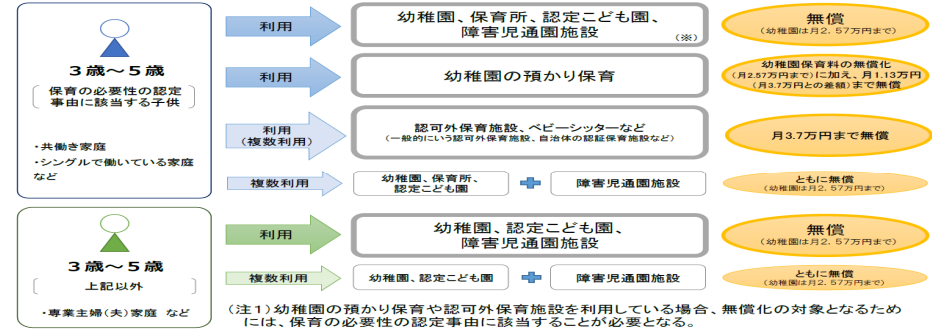 ３歳～５歳
保育の必要性の認定
事由に該当する子供
・共働き家庭
・シングルで働いている家庭
など
利用
幼稚園、保育所、認定こども園、
障害児通園施設
（※）
無償
（幼稚園は月２．５７万円まで）
利用
幼稚園の預かり保育
幼稚園保育料の無償化
（月2.57万円まで）に加え、月1.13万円
（月3.7万円との差額）まで無償
利用
（複数利用）
認可外保育施設、ベビーシッターなど
（一般的にいう認可外保育施設、自治体の認証保育施設など）
月3.7万円まで無償
複数利用
幼稚園、保育所、
認定こども園
＋
障害児通園施設
ともに無償
（幼稚園は月２．５７万円まで）
３歳～５歳
上記以外
・専業主婦（夫）家庭 など
利用
幼稚園、認定こども園、
障害児通園施設
無償
（幼稚園は月２．５７万円まで）
複数利用
幼稚園、認定こども園
＋
障害児通園施設
ともに無償
（幼稚園は月２．５７万円まで）
（注１）幼稚園の預かり保育や認可外保育施設を利用している場合、無償化の対象となるため
には、保育の必要性の認定事由に該当することが必要となる。